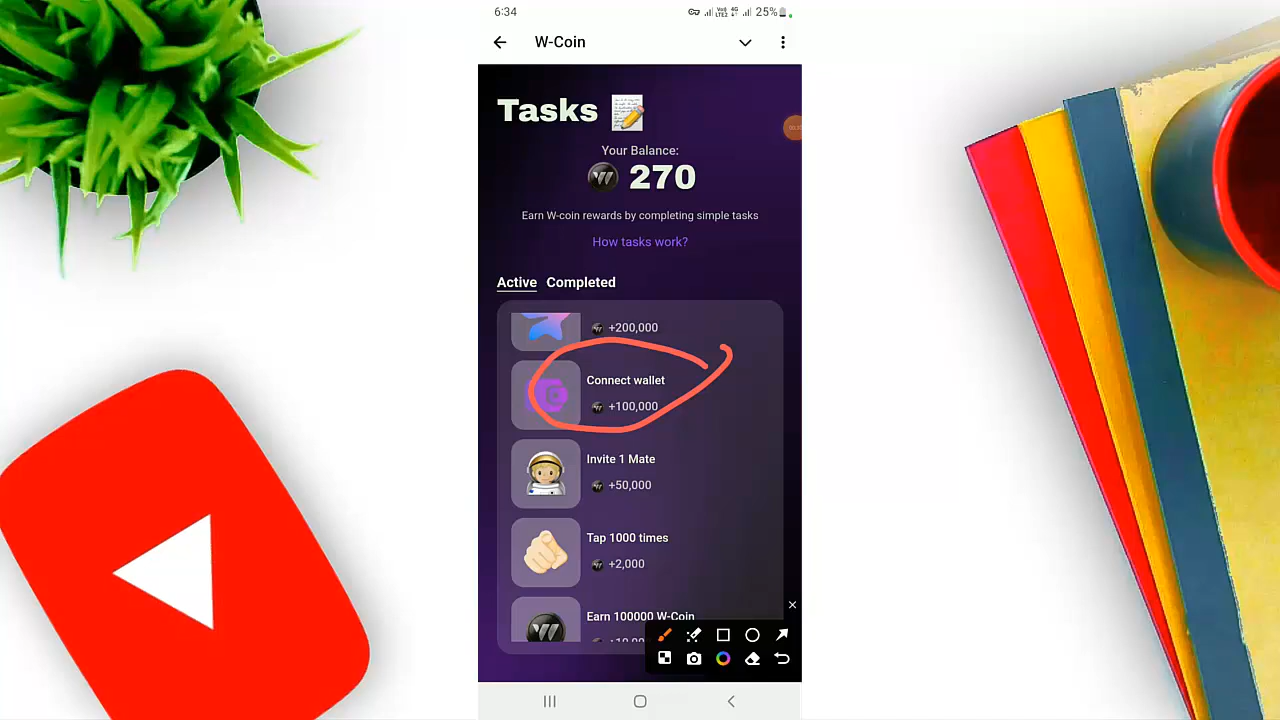 6:34
25%
W-Coin
Tasks
Your Balance:
270
Earn W-coin rewards by completing simple tasks
How tasks work?
Active Completed
+200,000
Connect wallet
+100,000
Invite 1 Mate
+50,000
Tap 1000 times
+2,000
Earn 100000 W-Coin